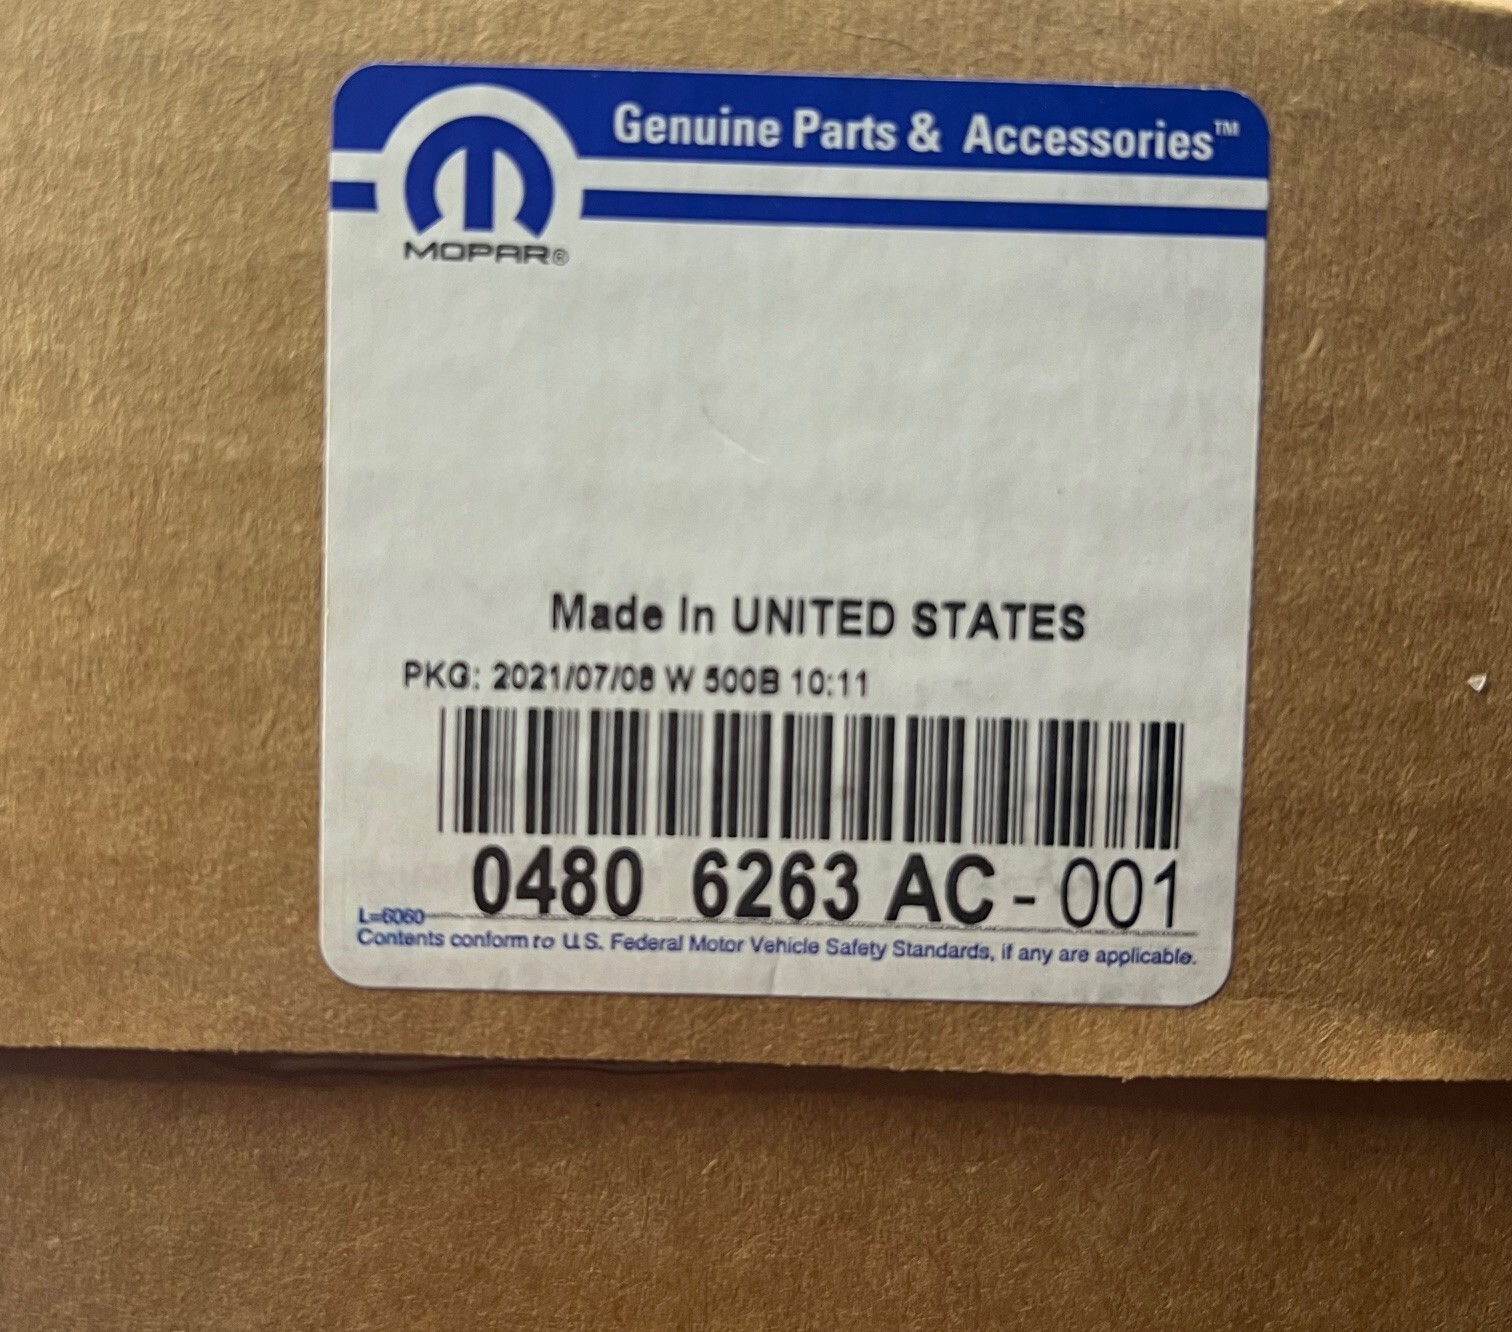 Genuine Parts & Accessories™
MOPAR®
Made In UNITED STATES
PKG: 2021/07/08 W 500B 10:11
0480 6263 AC - 001
L=6060
Contents conform to U.S. Federal Motor Vehicle Safety Standards, if any are applicable.